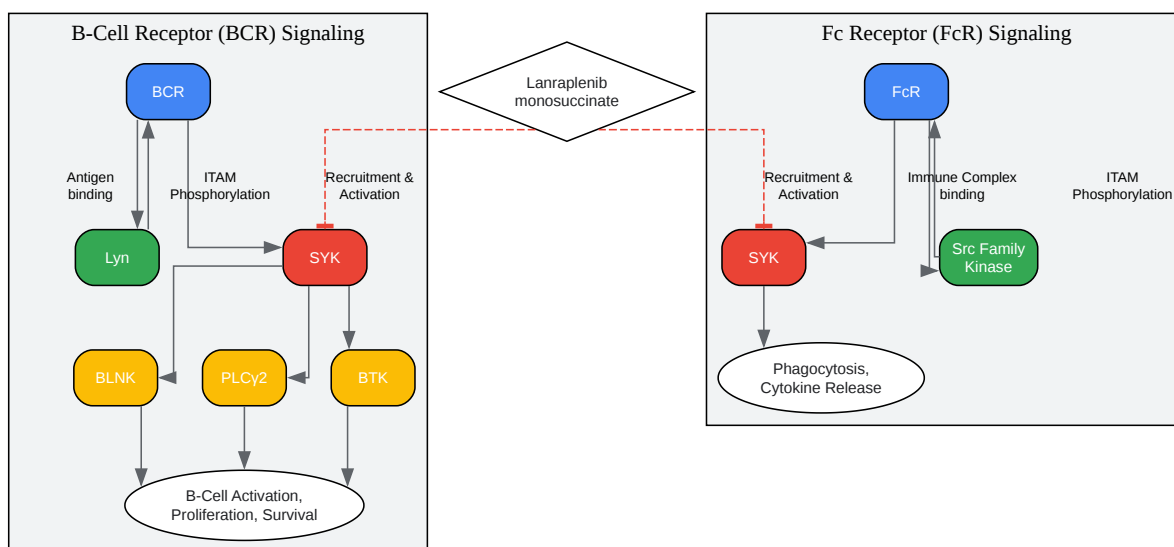 B-Cell Receptor (BCR) Signaling
BCR
Antigen
binding
ITAM
Phosphorylation
Recruitment &
Activation
Lyn
SYK
BLNK
PLCγ2
BTK
B-Cell Activation,
Proliferation, Survival
Lanraplenib
monosuccinate
Fc Receptor (FcR) Signaling
FcR
Recruitment &
Activation
Immune Complex
binding
ITAM
Phosphorylation
SYK
Src Family
Kinase
Phagocytosis,
Cytokine Release